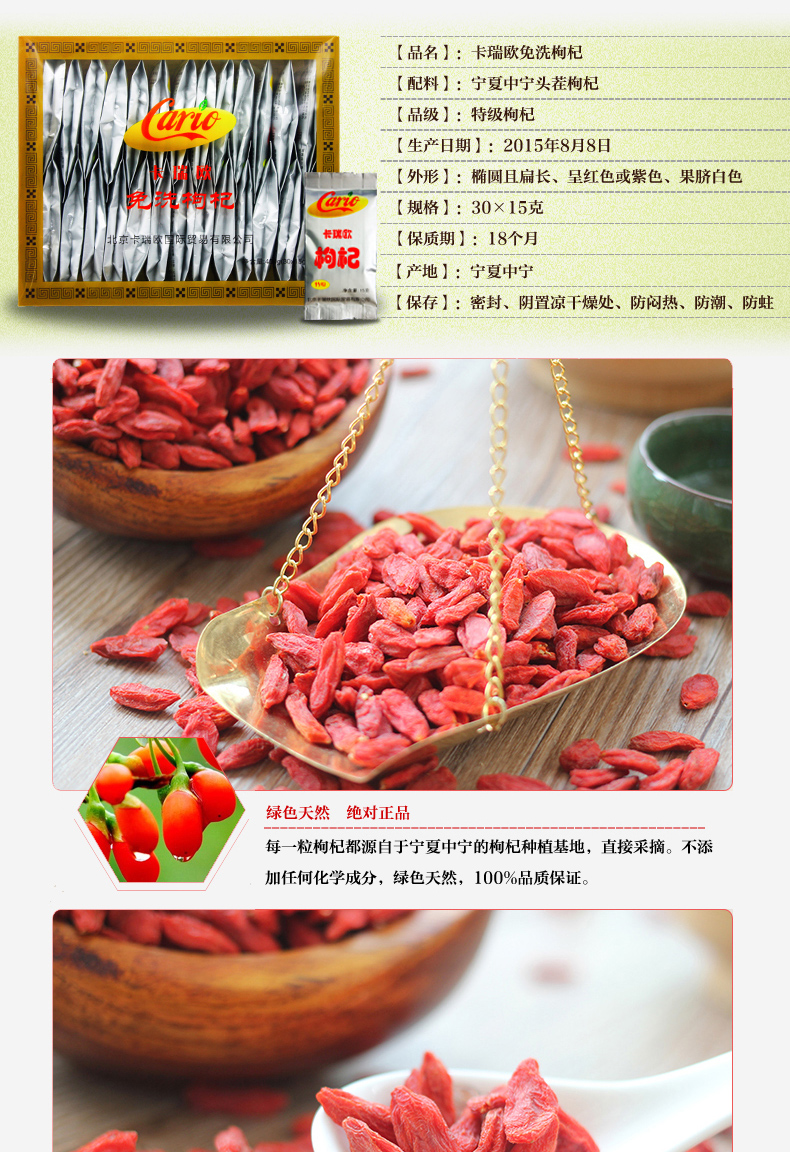 Cario
卡瑞欧
免洗枸杞
北京卡瑞欧国际贸易有限公司
Cario
卡瑞欧
枸杞
特级
【品名】：卡瑞欧免洗枸杞
【配料】：宁夏中宁头茬枸杞
【品级】：特级枸杞
【生产日期】：2015年8月8日
【外形】：椭圆且扁长、呈红色或紫色、果脐白色
【规格】：30×15克
【保质期】：18个月
【产地】：宁夏中宁
【保存】：密封、阴置凉干燥处、防闷热、防潮、防蛀
绿色天然 绝对正品
每一粒枸杞都源自于宁夏中宁的枸杞种植基地，直接采摘。不添
加任何化学成分，绿色天然，100%品质保证。